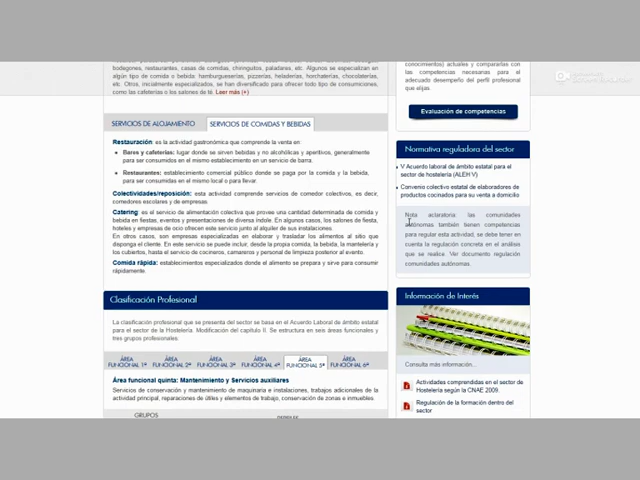 bodegones, restaurantes, casas de comidas, chiringuitos, paladares, etc. Algunos se especializan en
algún tipo de comida o bebida: hamburgueserías, pizzerías, heladerías, horchaterías, chocolaterías,
etc. Otros, inicialmente especializados, se han diversificado para ofrecer todo tipo de consumiciones,
como las cafeterías o los salones de té. Leer más (+)
SERVICIOS DE ALOJAMIENTO
SERVICIOS DE COMIDAS Y BEBIDAS
Restauración: es la actividad gastronómica que comprende la venta en:
Bares y cafeterías: lugar donde se sirven bebidas y no alcohólicas y aperitivos, generalmente
para ser consumidos en el mismo establecimiento en un servicio de barra.
Restaurantes: establecimiento comercial público donde se paga por la comida y la bebida,
para ser consumidos en el mismo local o para llevar.
Colectividades/reposición: esta actividad comprende servicios de comedor colectivo, es decir,
comedores escolares y de empresas.
Catering: es el servicio de alimentación colectiva que provee una cantidad determinada de comida y
bebida en fiestas, eventos y presentaciones de diversa índole. En algunos casos, los salones de fiesta,
hoteles y empresas de ocio ofrecen este servicio junto al alquiler de sus instalaciones.
En otros casos, son empresas especializadas en elaborar y trasladar los alimentos al sitio que
disponga el cliente. En este servicio se puede incluir; desde la propia comida, la bebida, la mantelería y
los cubiertos, hasta el servicio de cocineros, camareros y personal de limpieza posterior al evento.
Comida rápida: establecimientos especializados donde el alimento se prepara y sirve para consumir
rápidamente.
Clasificación Profesional
La clasificación profesional que se presenta del sector se basa en el Acuerdo Laboral de ámbito estatal
para el sector de la Hostelería. Modificación del capítulo II. Se estructura en seis áreas funcionales y
tres grupos profesionales.
ÁREA FUNCIONAL 1ª
ÁREA FUNCIONAL 2ª
ÁREA FUNCIONAL 3ª
ÁREA FUNCIONAL 4ª
ÁREA FUNCIONAL 5ª
ÁREA FUNCIONAL 6ª
Área funcional quinta: Mantenimiento y Servicios auxiliares
Servicios de conservación y mantenimiento de maquinaria e instalaciones, trabajos adicionales de la
actividad principal, reparaciones de útiles y elementos de trabajo, conservación de zonas e inmuebles.
GRUPOS
conocimientos) actuales y compararlas con
las competencias necesarias para el
adecuado desempeño del perfil profesional
que elijas.
Evaluación de competencias
Normativa reguladora del sector
V Acuerdo laboral de ámbito estatal para el
sector de hostelería (ALEH V)
Convenio colectivo estatal de elaboradores de
productos cocinados para su venta a domicilio
Nota aclaratoria: las comunidades
autónomas también tienen competencias
para regular esta actividad, se debe tener en
cuenta la regulación concreta en el análisis
que se realice. Ver documento regulación
comunidades autónomas.
Información de Interés
Consulta más información...
Actividades comprendidas en el sector de
Hostelería según la CNAE 2009.
Regulación de la formación dentro del
sector